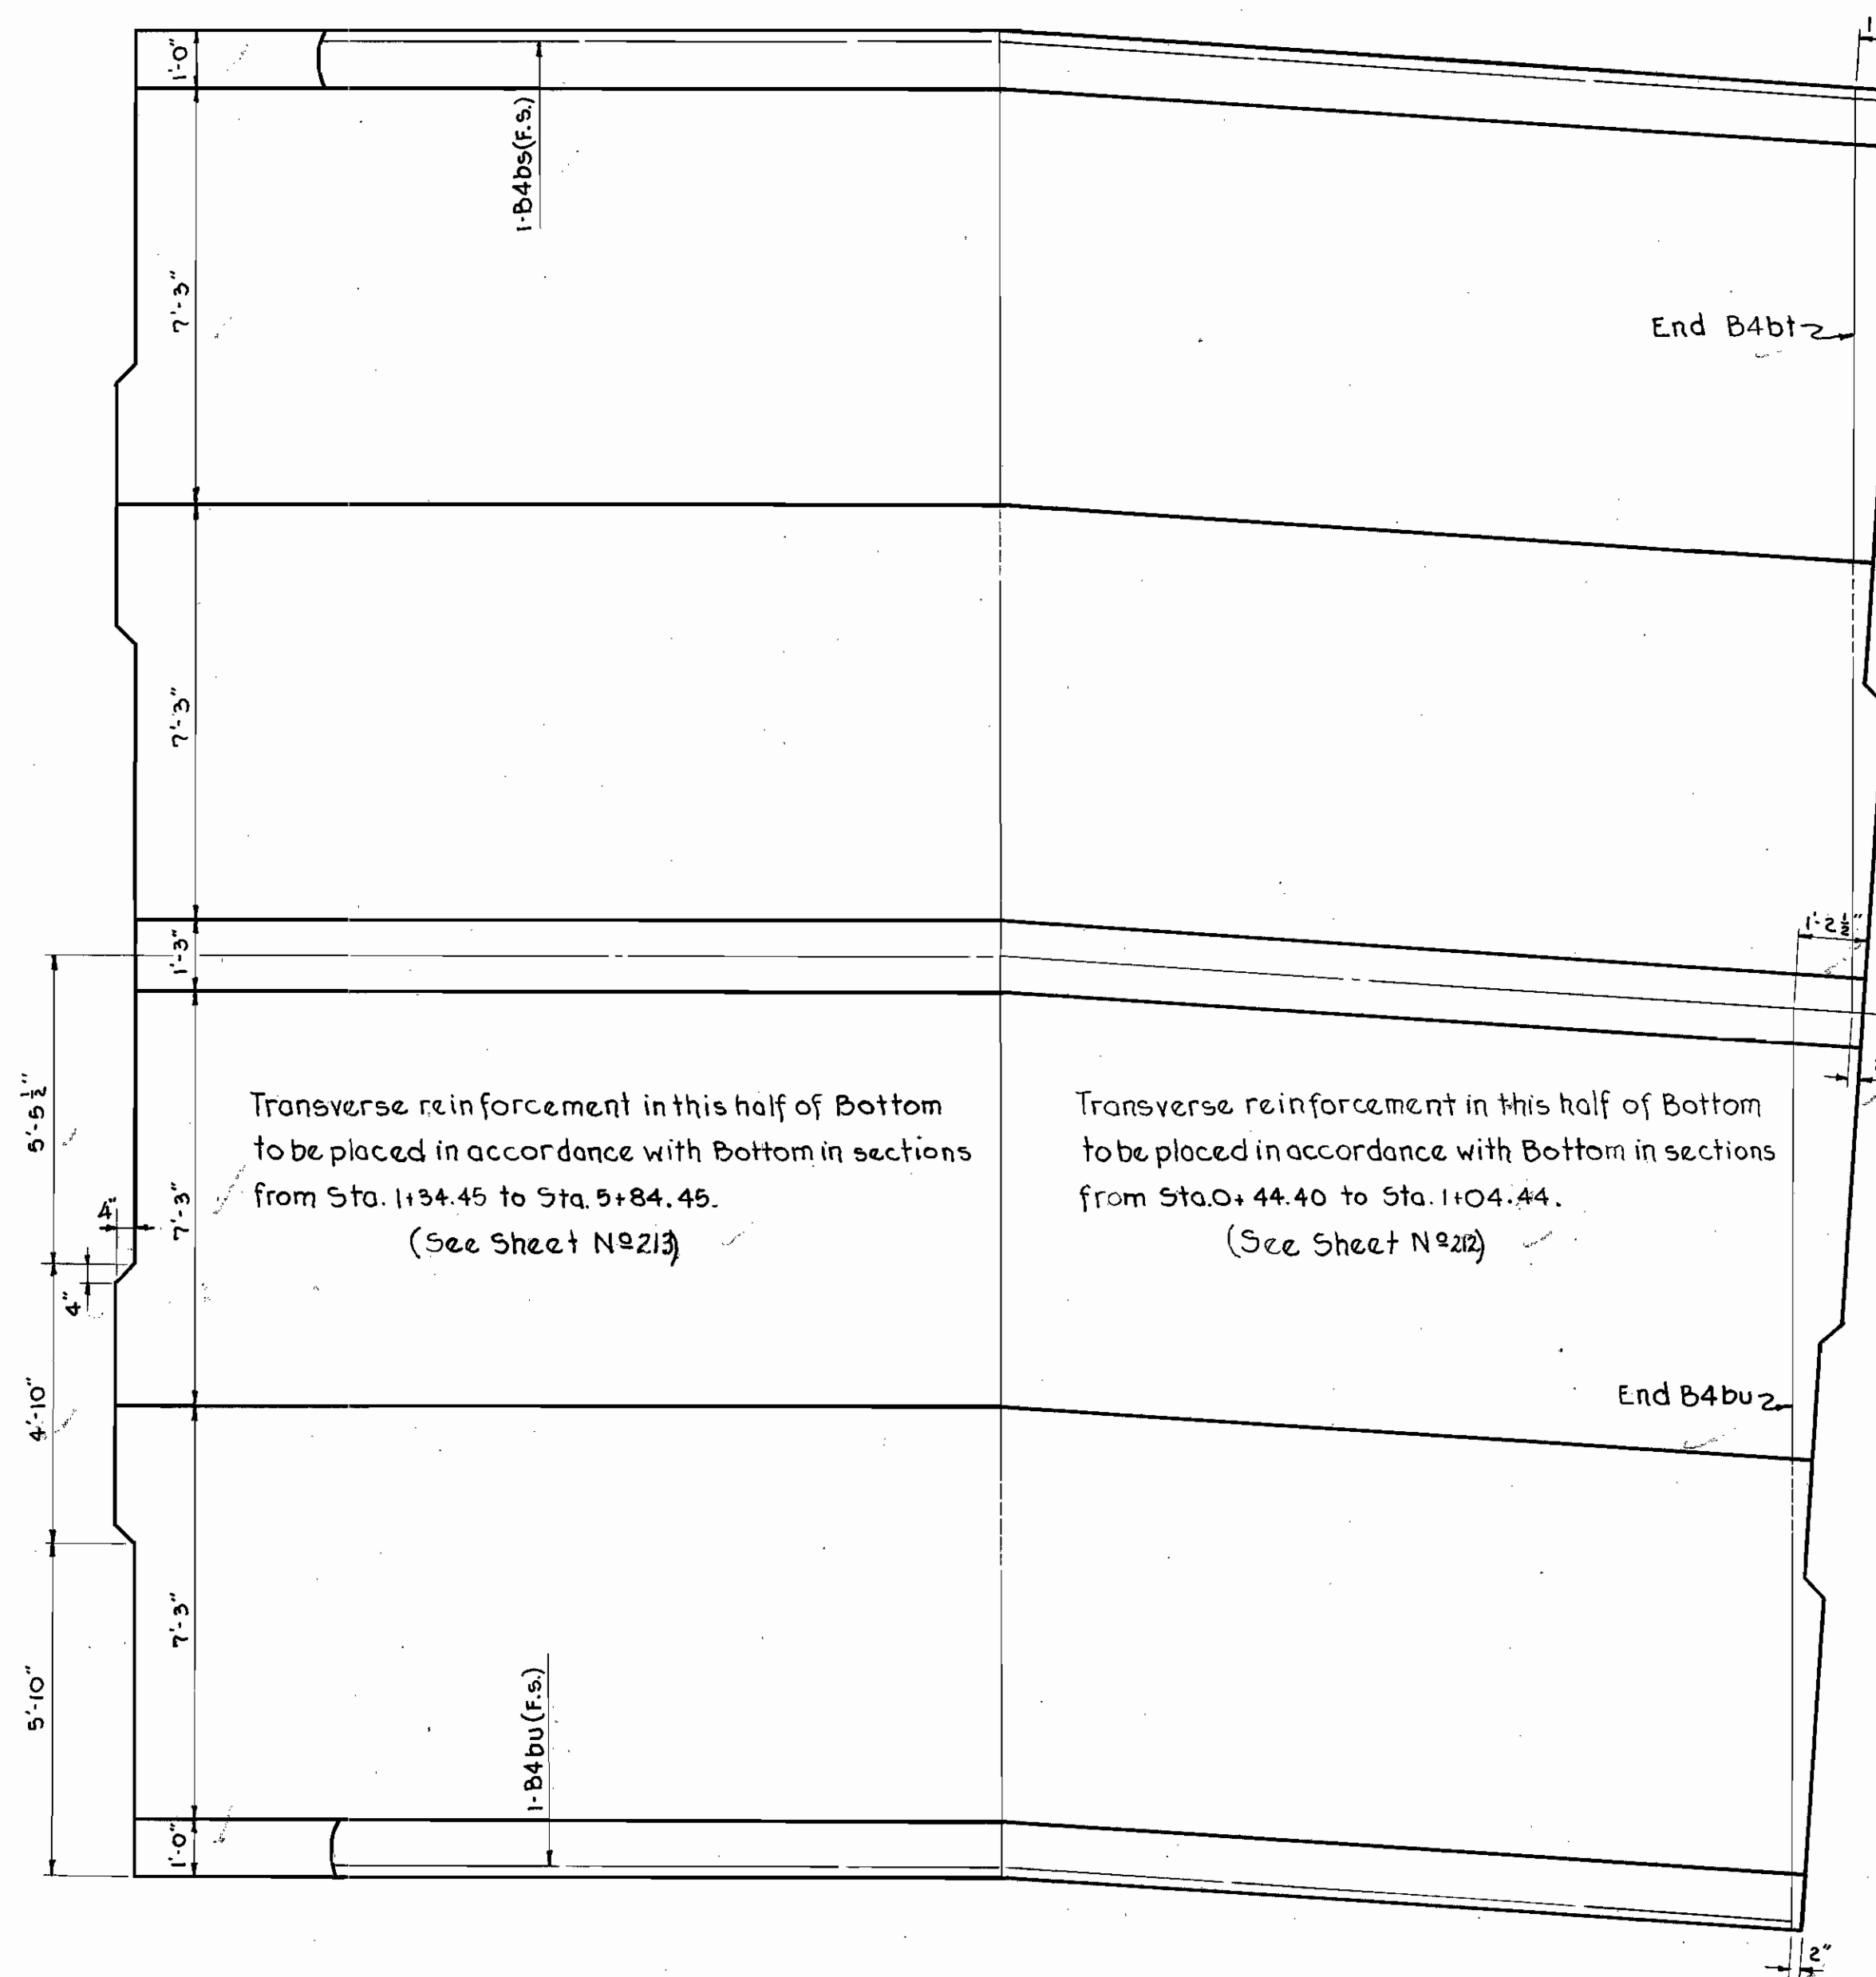 1'-0"
1-B4bs(F.S.)
7'-3"
End B4bt
7'-3"
1'-3"
1'-2½"
5'-5½"
Transverse reinforcement in this half of Bottom
to be placed in accordance with Bottom in sections
from Sta. 1+34.45 to Sta. 5+84.45.
(See Sheet Nº 213)
Transverse reinforcement in this half of Bottom
to be placed in accordance with Bottom in sections
from Sta. 0+44.40 to Sta. 1+04.44.
(See Sheet Nº 212)
4"
7'-3"
4"
4'-10"
End B4bu
7'-3"
5'-10"
1-B4bu(F.S.)
1'-0"
2"